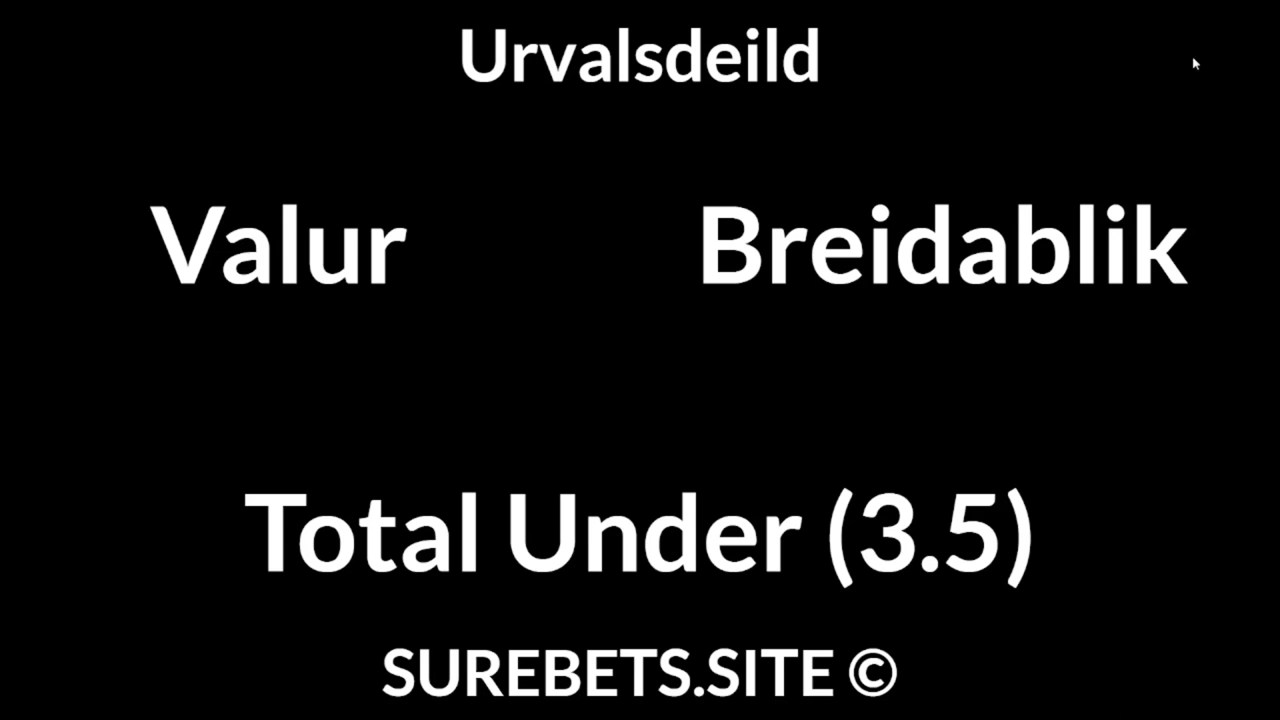 Urvalsdeild
Valur Breidablik
Total Under (3.5)
SUREBETS.SITE ©